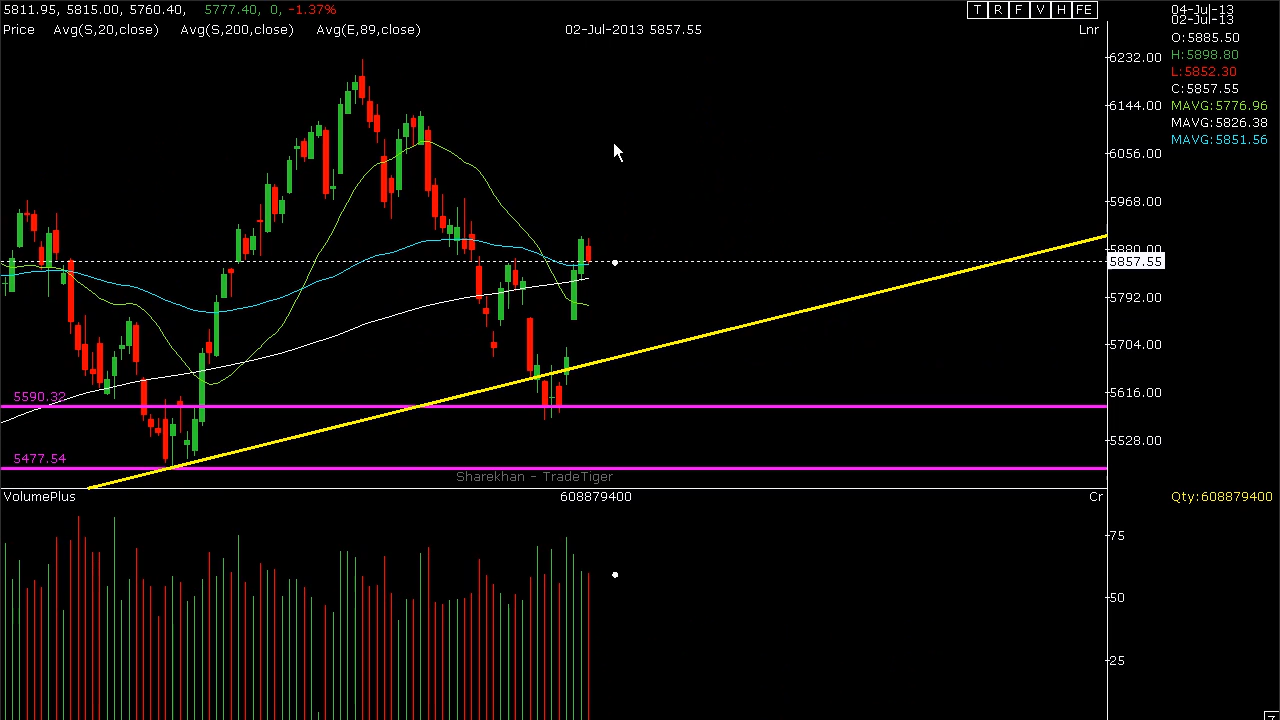 5811.95, 5815.00, 5760.40, 5777.40, 0, -1.37%
T R F V H FE
04-Jul-13
02-Jul-13
Price Avg(S,20,close) Avg(S,200,close) Avg(E,89,close) 02-Jul-2013 5857.55 Lnr
O:5885.50
H:5898.80
L:5852.30
C:5857.55
MAVG:5776.96
MAVG:5826.38
MAVG:5851.56
6232.00
6144.00
6056.00
5968.00
5880.00
5857.55
5792.00
5704.00
5616.00
5528.00
5590.32
5477.54
Sharekhan - TradeTiger
VolumePlus 608879400 Cr Qty:608879400
75
50
25